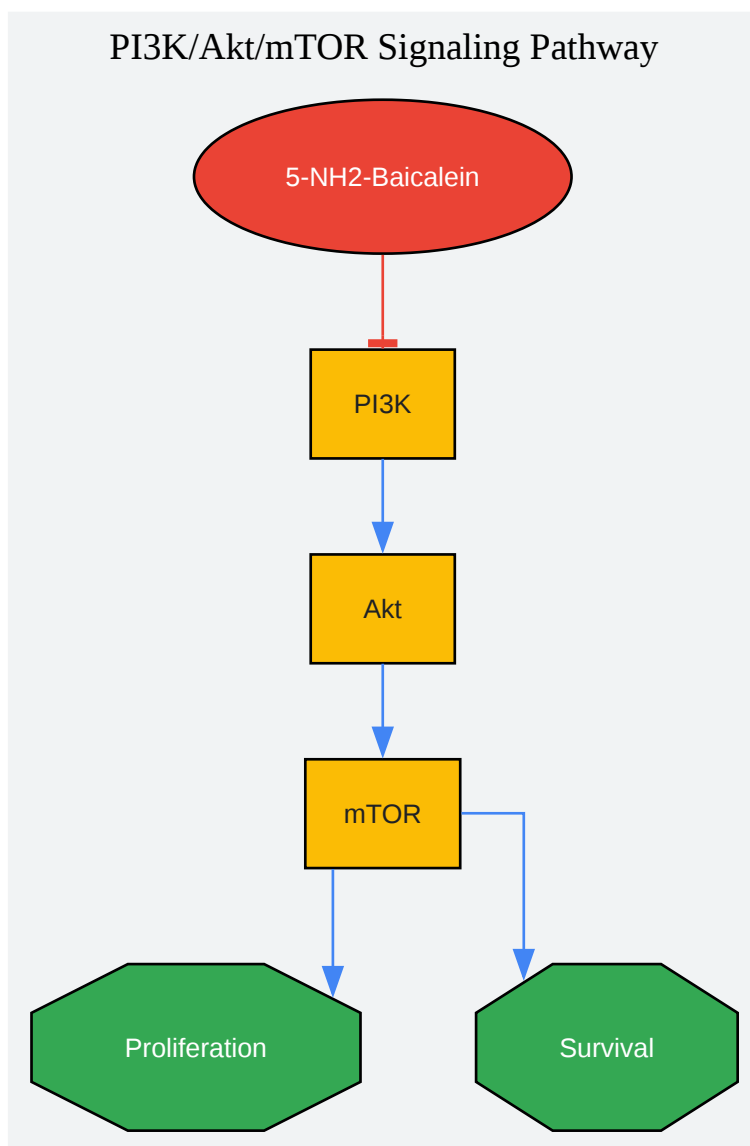 PI3K/Akt/mTOR Signaling Pathway
5-NH2-Baicalein
PI3K
Akt
mTOR
Proliferation
Survival